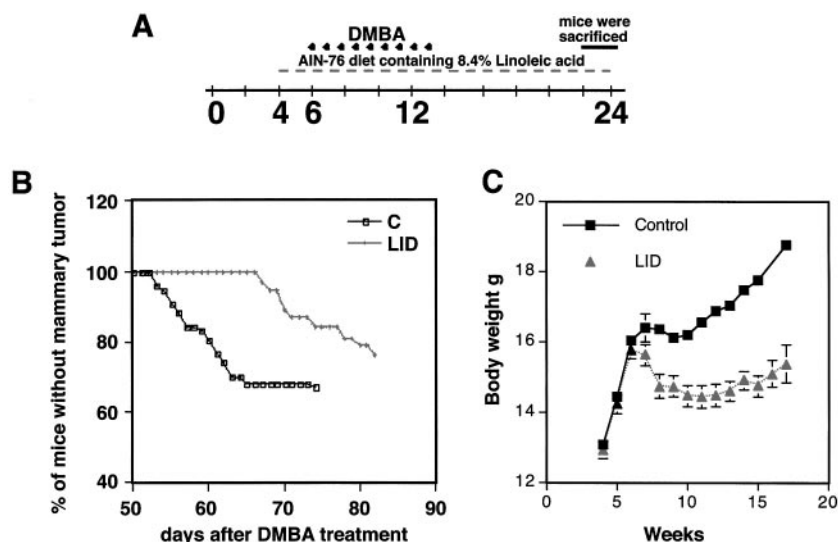 A
DMBA
mice were
sacrificed
AIN-76 diet containing 8.4% Linoleic acid
0 4 6 12 24
B
% of mice without mammary tumor
120
100
80
60
40
C
LID
50 60 70 80 90
days after DMBA treatment
C
Body weight g
20
18
16
14
12
Control
LID
0 5 10 15 20
Weeks